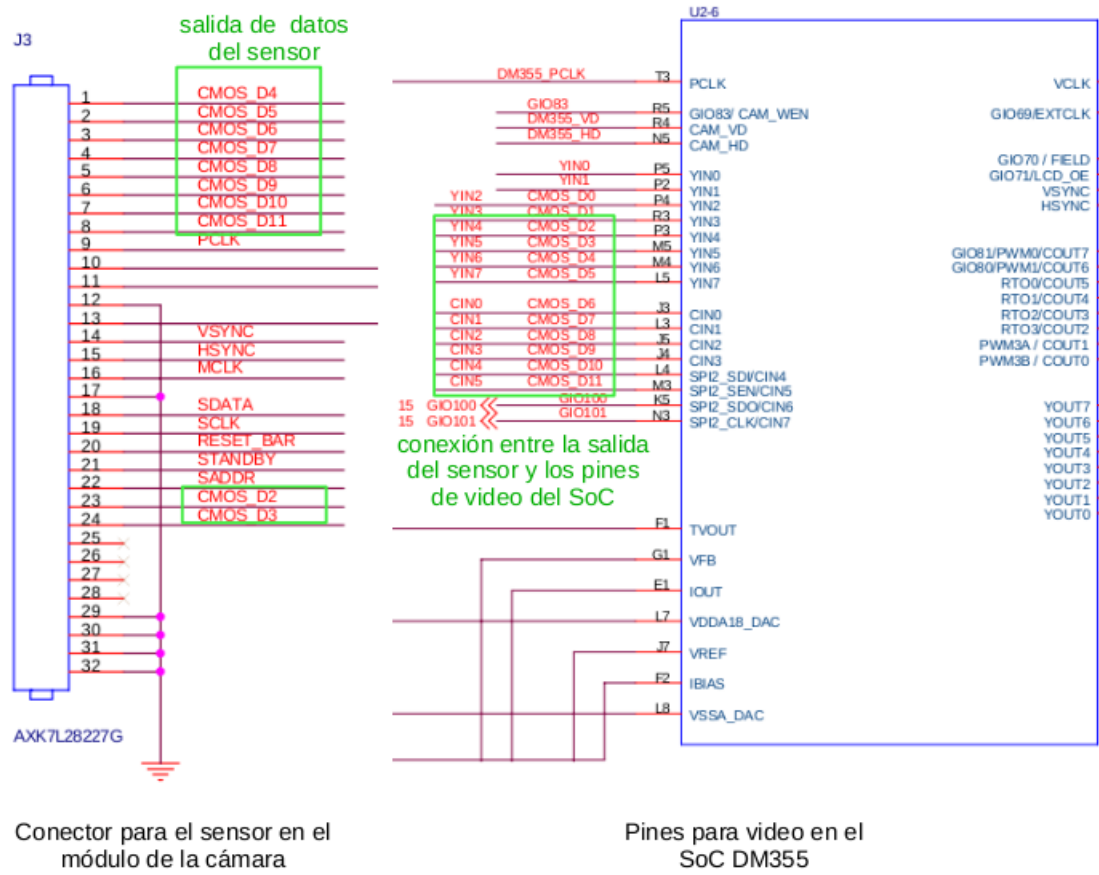 salida de datos
del sensor
J3
1 CMOS_D4
2 CMOS_D5
3 CMOS_D6
4 CMOS_D7
5 CMOS_D8
6 CMOS_D9
7 CMOS_D10
8 CMOS_D11
9 PCLK
10
11
12
13
14 VSYNC
15 HSYNC
16 MCLK
17
18 SDATA
19 SCLK
20 RESET_BAR
21 STANDBY
22 SADDR
23 CMOS_D2
24 CMOS_D3
25
26
27
28
29
30
31
32
AXK7L28227G
Conector para el sensor en el
módulo de la cámara
U2-6
DM355_PCLK T3 PCLK
GIO83 R5 GIO83/ CAM_WEN
DM355_VD R4 CAM_VD
DM355_HD N5 CAM_HD
YIN0 P5 YIN0
YIN1 P2 YIN1
YIN2 CMOS_D0 P4 YIN2
YIN3 CMOS_D1 R3 YIN3
YIN4 CMOS_D2 P3 YIN4
YIN5 CMOS_D3 M5 YIN5
YIN6 CMOS_D4 M4 YIN6
YIN7 CMOS_D5 L5 YIN7
CIN0 CMOS_D6 J3 CIN0
CIN1 CMOS_D7 L3 CIN1
CIN2 CMOS_D8 J5 CIN2
CIN3 CMOS_D9 J4 CIN3
CIN4 CMOS_D10 L4 SPI2_SDI/CIN4
CIN5 CMOS_D11 M3 SPI2_SEN/CIN5
15 GIO100 GIO100 K5 SPI2_SDO/CIN6
15 GIO101 GIO101 N3 SPI2_CLK/CIN7
conexión entre la salida
del sensor y los pines
de video del SoC
F1 TVOUT
G1 VFB
E1 IOUT
L7 VDDA18_DAC
J7 VREF
F2 IBIAS
L8 VSSA_DAC
VCLK
GIO69/EXTCLK
GIO70 / FIELD
GIO71/LCD_OE
VSYNC
HSYNC
GIO81/PWM0/COUT7
GIO80/PWM1/COUT6
RTO0/COUT5
RTO1/COUT4
RTO2/COUT3
RTO3/COUT2
PWM3A / COUT1
PWM3B / COUT0
YOUT7
YOUT6
YOUT5
YOUT4
YOUT3
YOUT2
YOUT1
YOUT0
Pines para video en el
SoC DM355